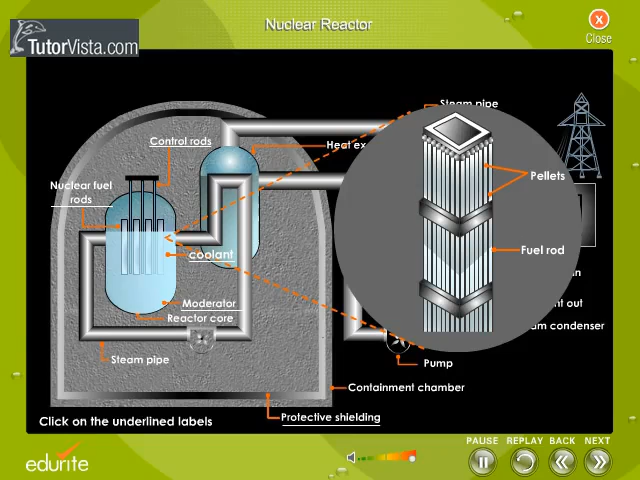 Nuclear Reactor
Close
TutorVista.com
Steam pipe
Control rods
Heat ex
Pellets
Nuclear fuel
rods
Fuel rod
coolant
Moderator
Reactor core
nt out
am condenser
Steam pipe
Pump
Containment chamber
Click on the underlined labels
Protective shielding
edurite
PAUSE REPLAY BACK NEXT